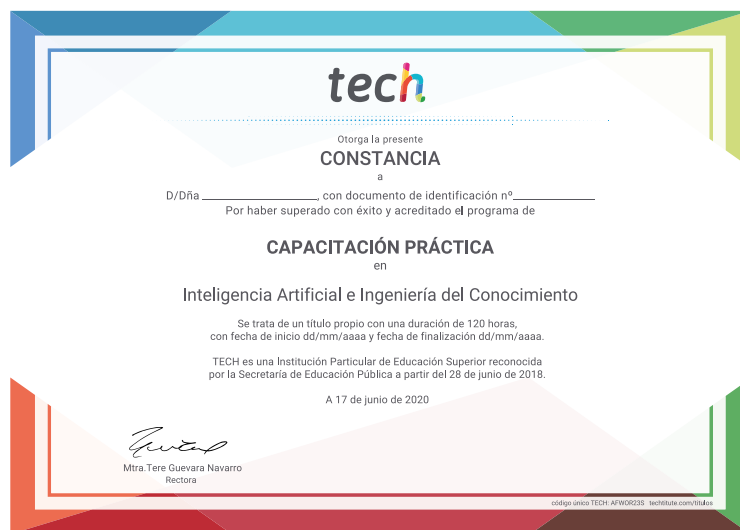 tech
Otorga la presente
CONSTANCIA
a
D/Dña , con documento de identificación nº
Por haber superado con éxito y acreditado el programa de
CAPACITACIÓN PRÁCTICA
en
Inteligencia Artificial e Ingeniería del Conocimiento
Se trata de un título propio con una duración de 120 horas,
con fecha de inicio dd/mm/aaaa y fecha de finalización dd/mm/aaaa.
TECH es una Institución Particular de Educación Superior reconocida
por la Secretaría de Educación Pública a partir del 28 de junio de 2018.
A 17 de junio de 2020
Mtra.Tere Guevara Navarro
Rectora
código único TECH: AFWOR23S techtitute.com/titulos